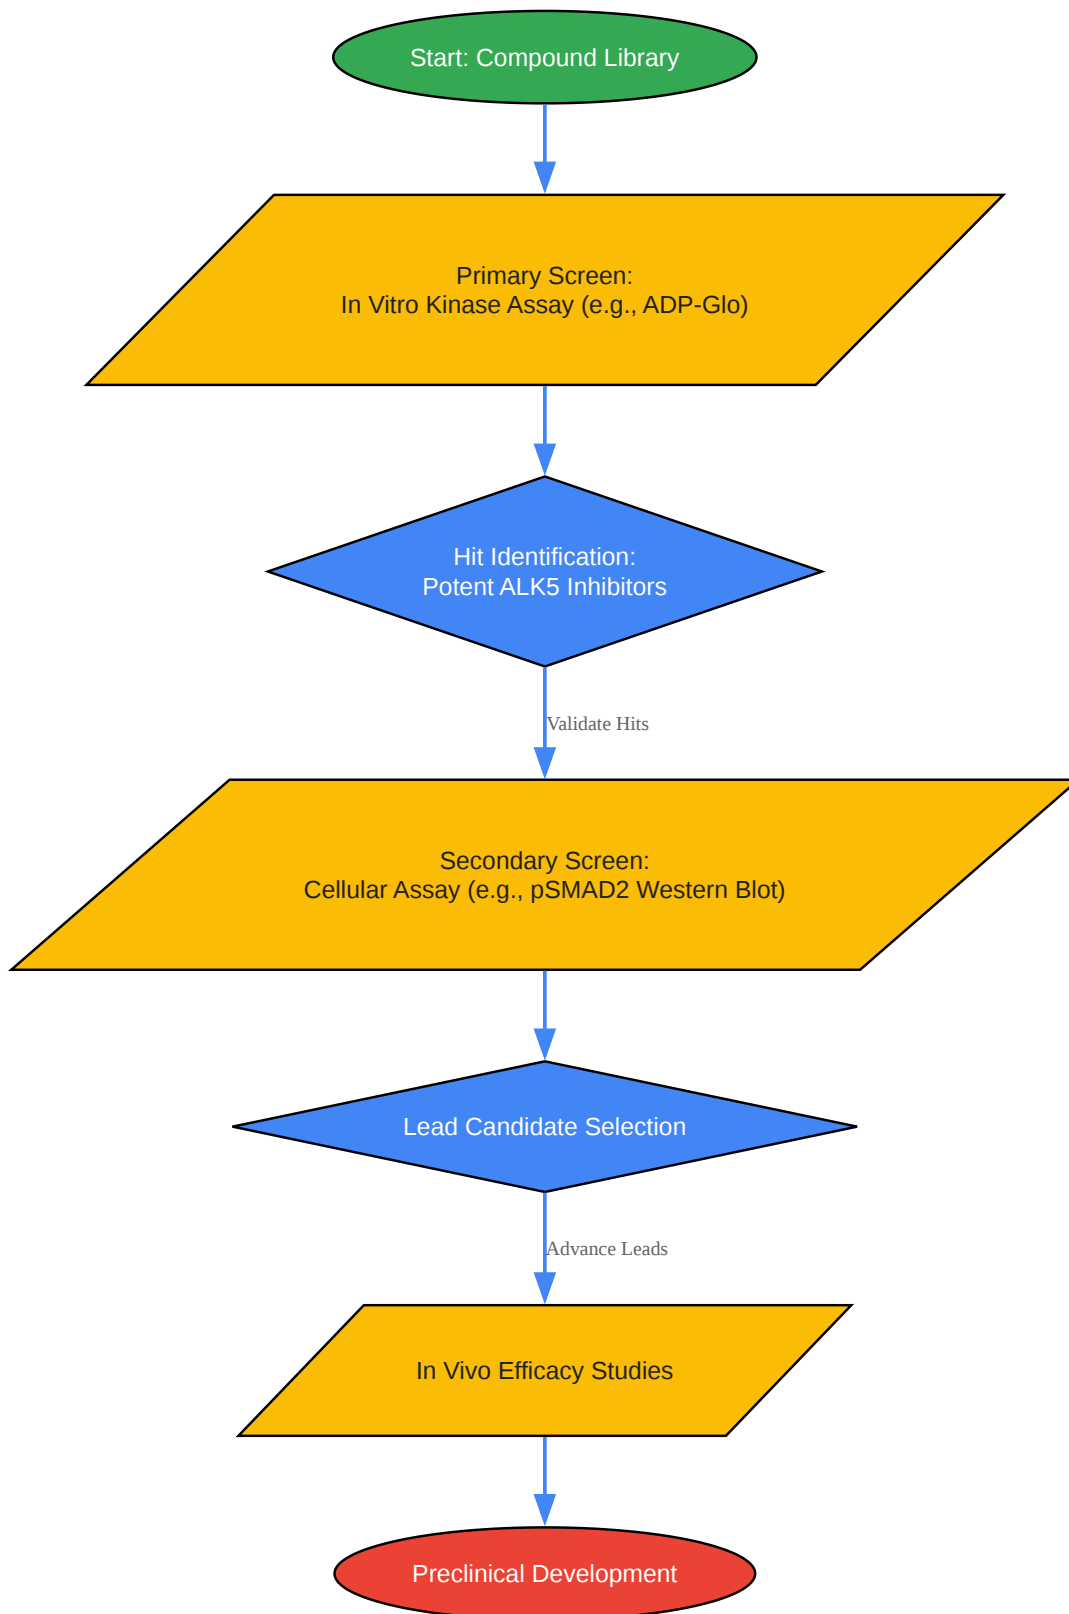 Start: Compound Library
Primary Screen:
In Vitro Kinase Assay (e.g., ADP-Glo)
Hit Identification:
Potent ALK5 Inhibitors
Validate Hits
Secondary Screen:
Cellular Assay (e.g., pSMAD2 Western Blot)
Lead Candidate Selection
Advance Leads
In Vivo Efficacy Studies
Preclinical Development